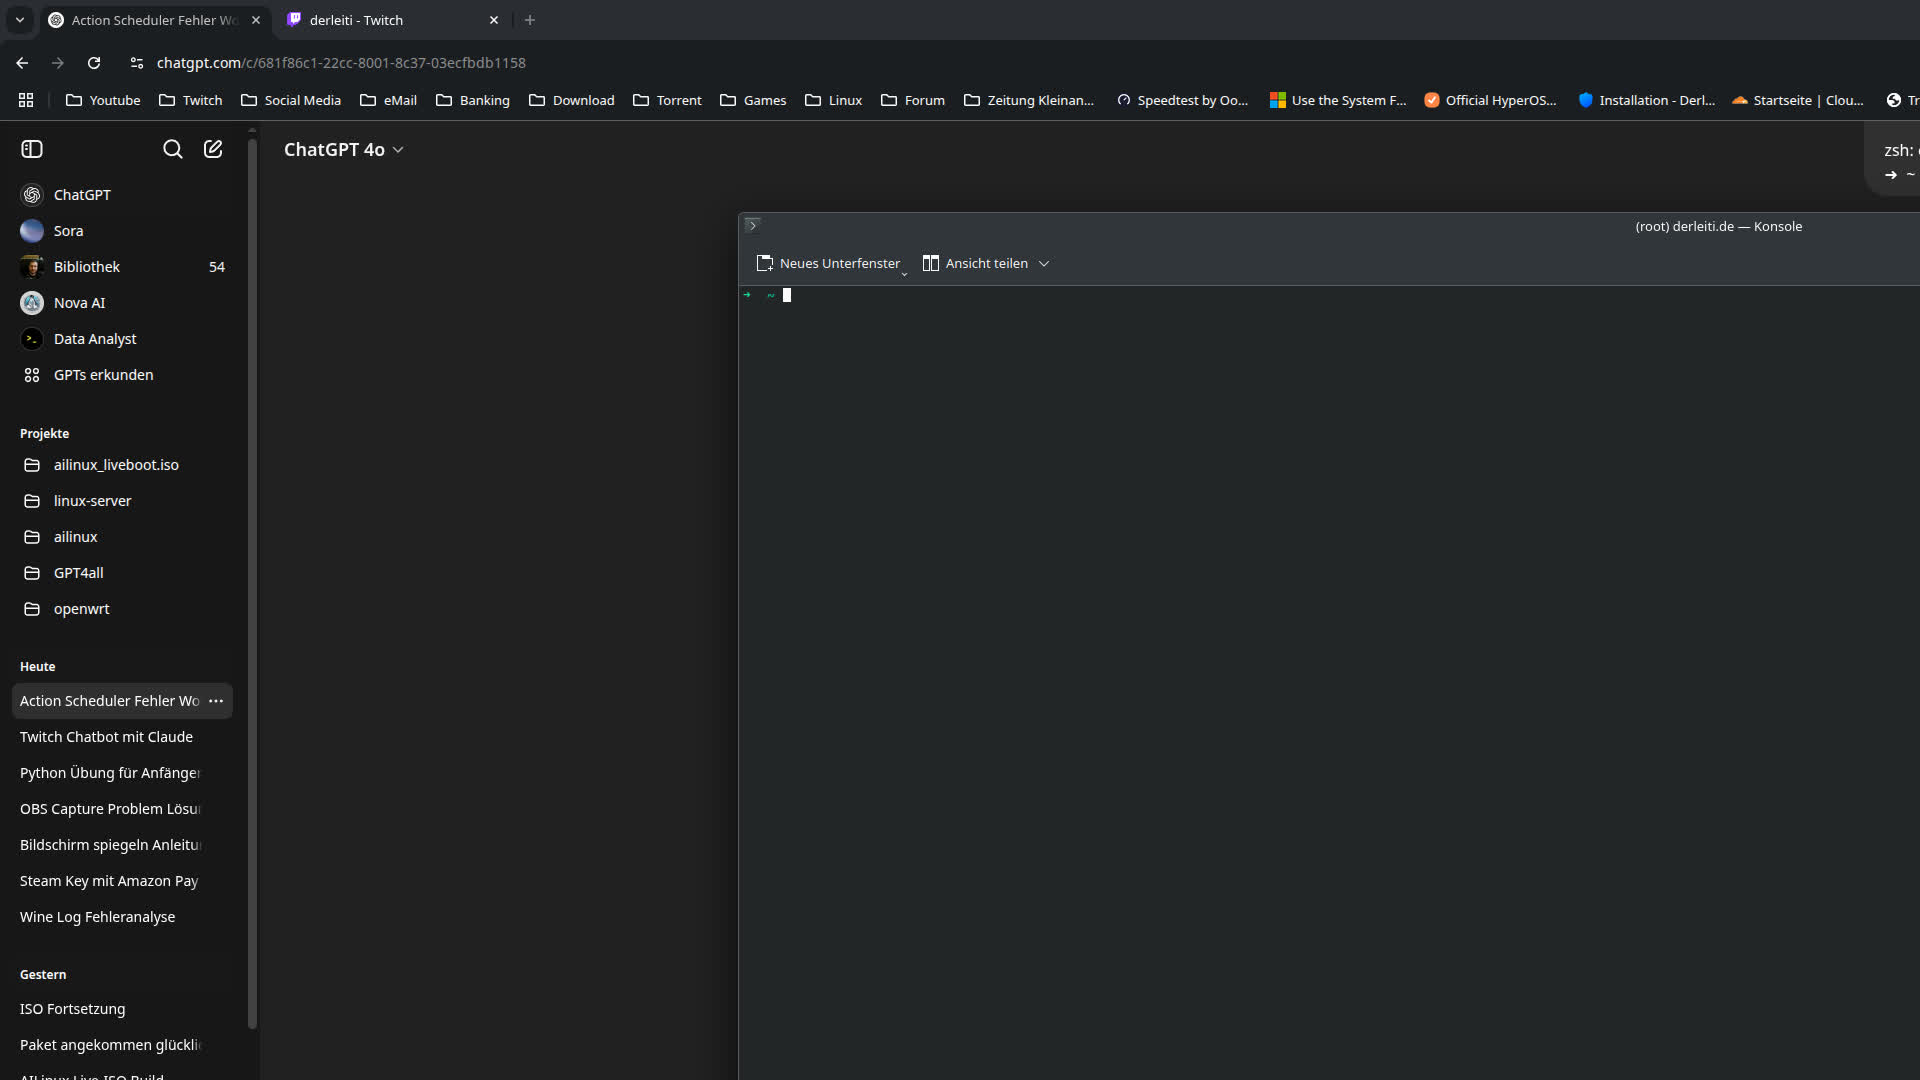 Action Scheduler Fehler Wo
derleiti - Twitch
chatgpt.com/c/681f86c1-22cc-8001-8c37-03ecfbdb1158
Youtube Twitch Social Media eMail Banking Download Torrent Games Linux Forum Zeitung Kleinan... Speedtest by Oo... Use the System F... Official HyperOS... Installation - Derl... Startseite | Clou... Tr
ChatGPT 4o
zsh:
➜ ~
ChatGPT
Sora
Bibliothek 54
Nova AI
Data Analyst
GPTs erkunden
Projekte
ailinux_liveboot.iso
linux-server
ailinux
GPT4all
openwrt
Heute
Action Scheduler Fehler Wo
Twitch Chatbot mit Claude
Python Übung für Anfänger
OBS Capture Problem Lösu
Bildschirm spiegeln Anleitu
Steam Key mit Amazon Pay
Wine Log Fehleranalyse
Gestern
ISO Fortsetzung
Paket angekommen glückli
AILinux Live ISO Build
(root) derleiti.de — Konsole
Neues Unterfenster Ansicht teilen
➜ ~